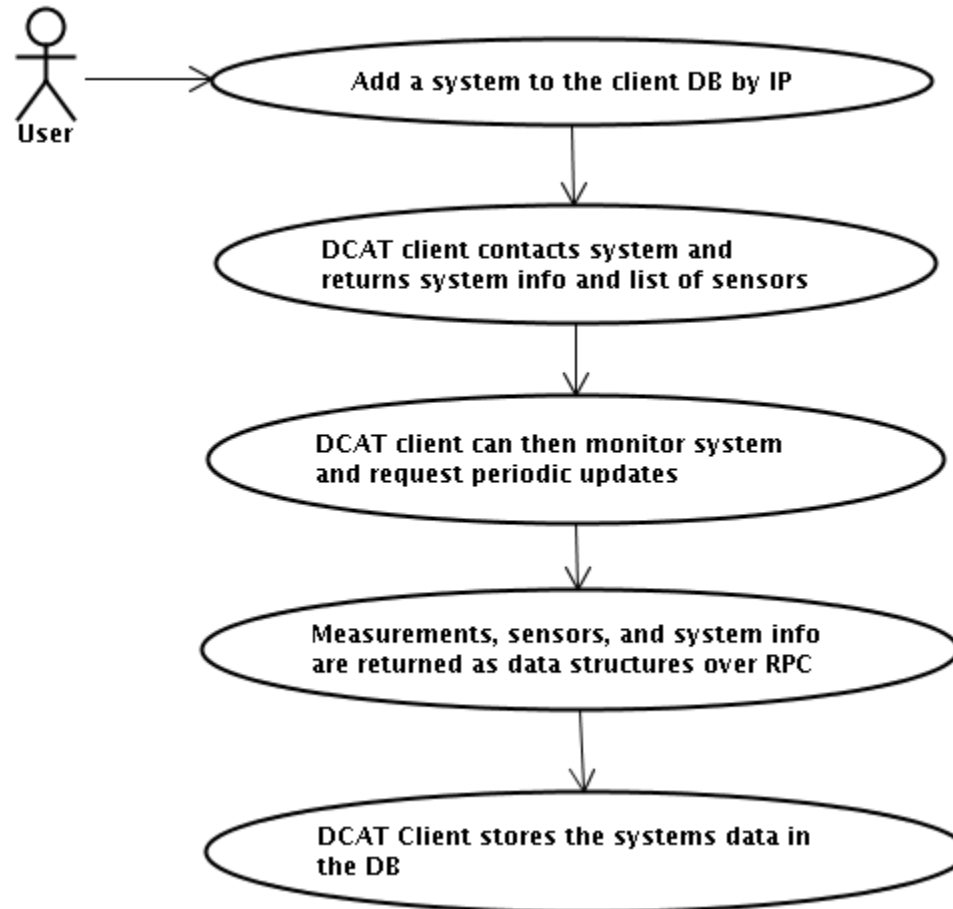 User
Add a system to the client DB by IP
DCAT client contacts system and
returns system info and list of sensors
DCAT client can then monitor system
and request periodic updates
Measurements, sensors, and system info
are returned as data structures over RPC
DCAT Client stores the systems data in
the DB